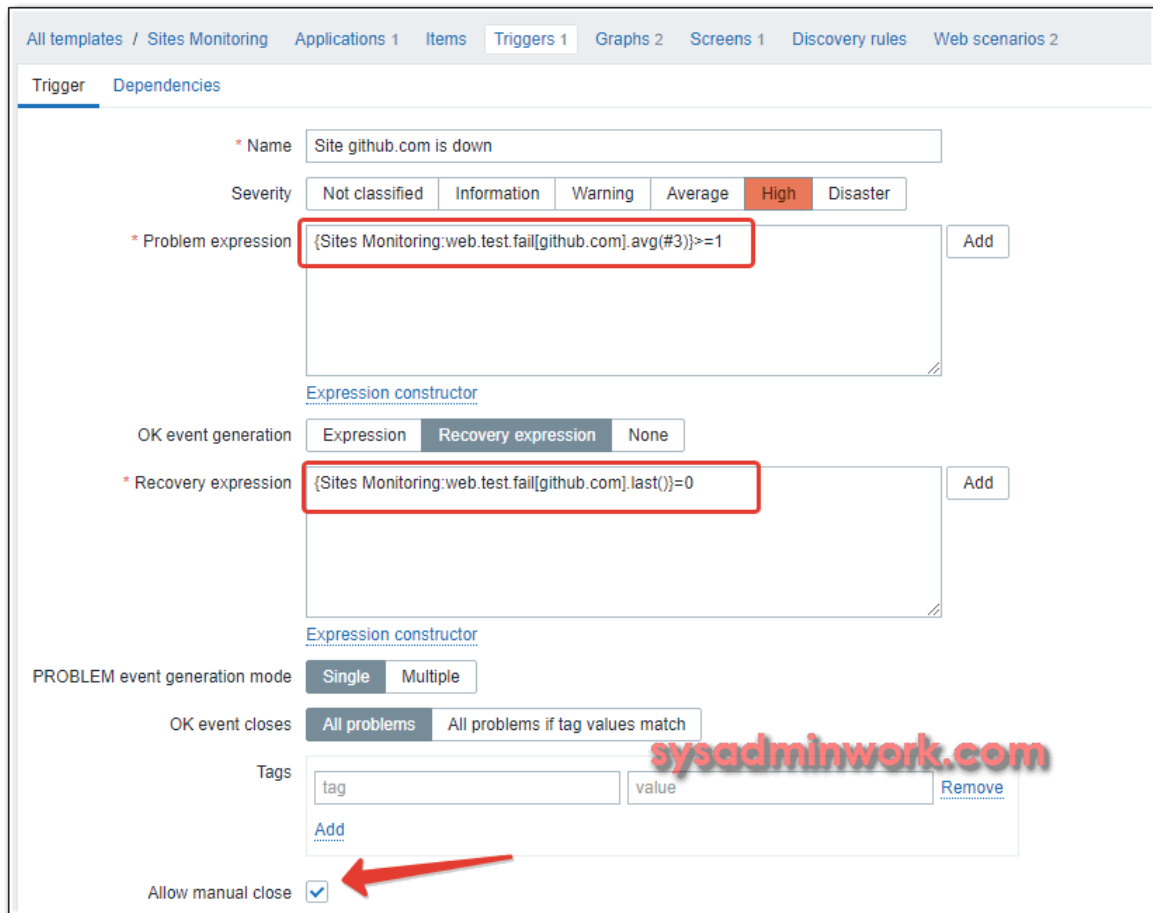 All templates / Sites Monitoring Applications 1 Items Triggers 1 Graphs 2 Screens 1 Discovery rules Web scenarios 2
Trigger Dependencies
* Name Site github.com is down
Severity Not classified Information Warning Average High Disaster
* Problem expression {Sites Monitoring:web.test.fail[github.com].avg(#3)}>=1 Add
Expression constructor
OK event generation Expression Recovery expression None
* Recovery expression {Sites Monitoring:web.test.fail[github.com].last()}=0 Add
Expression constructor
PROBLEM event generation mode Single Multiple
OK event closes All problems All problems if tag values match
sysadminwork.com
Tags tag value Remove
Add
Allow manual close